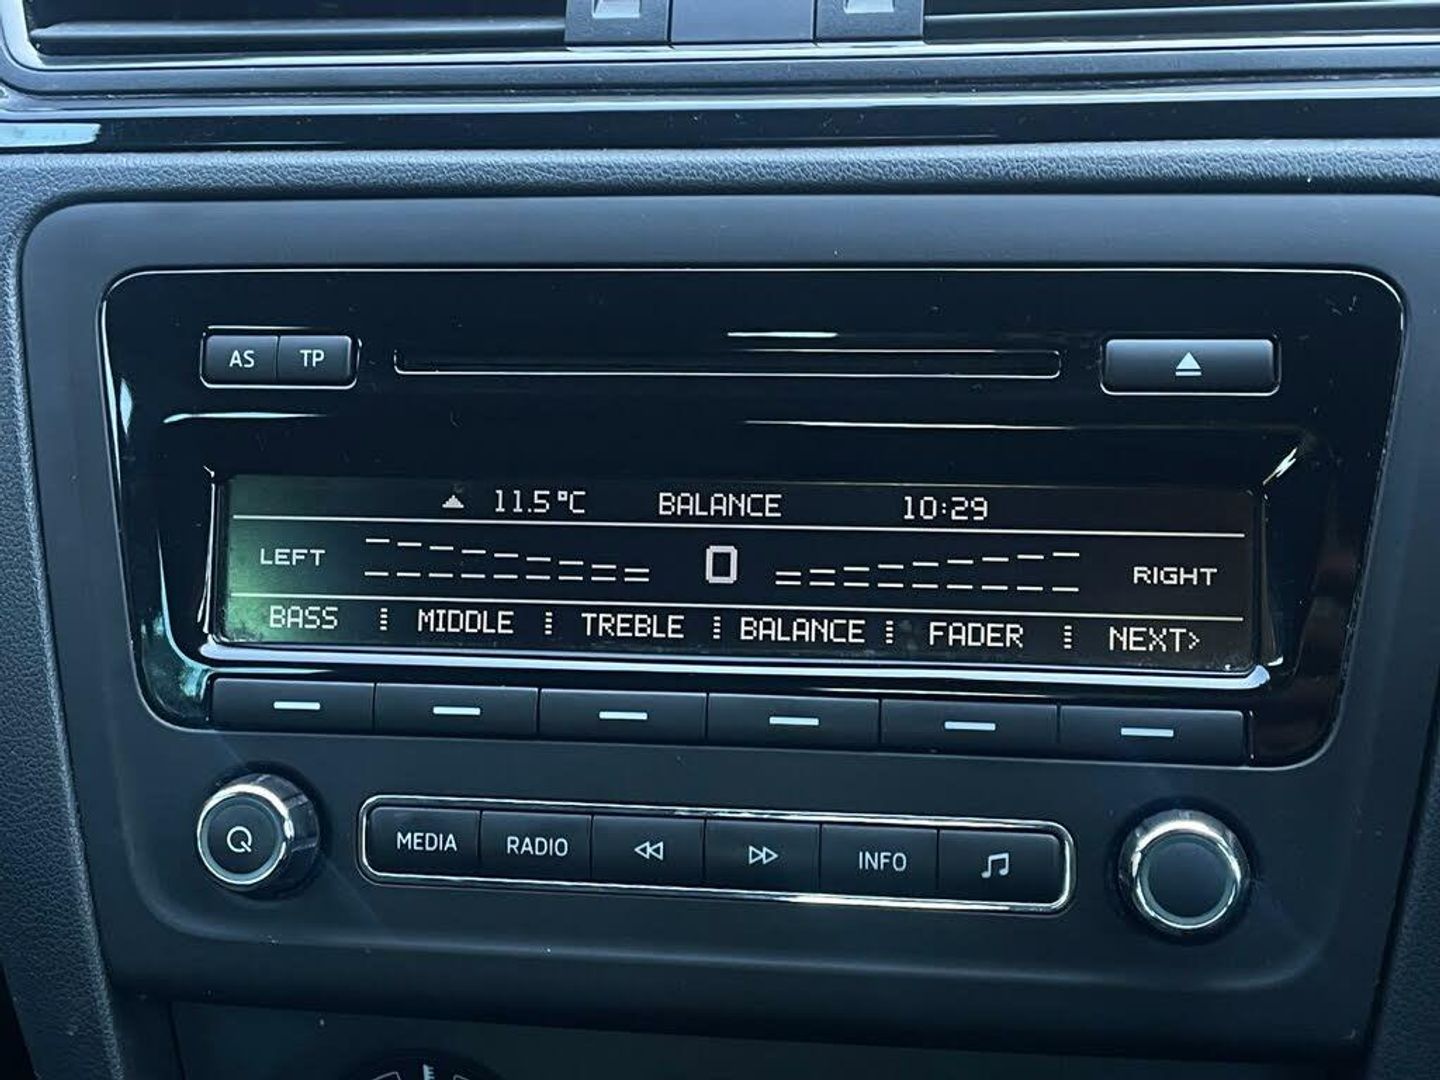 AS TP
11.5°C BALANCE 10:29
LEFT 0 RIGHT
BASS MIDDLE TREBLE BALANCE FADER NEXT>
MEDIA RADIO INFO